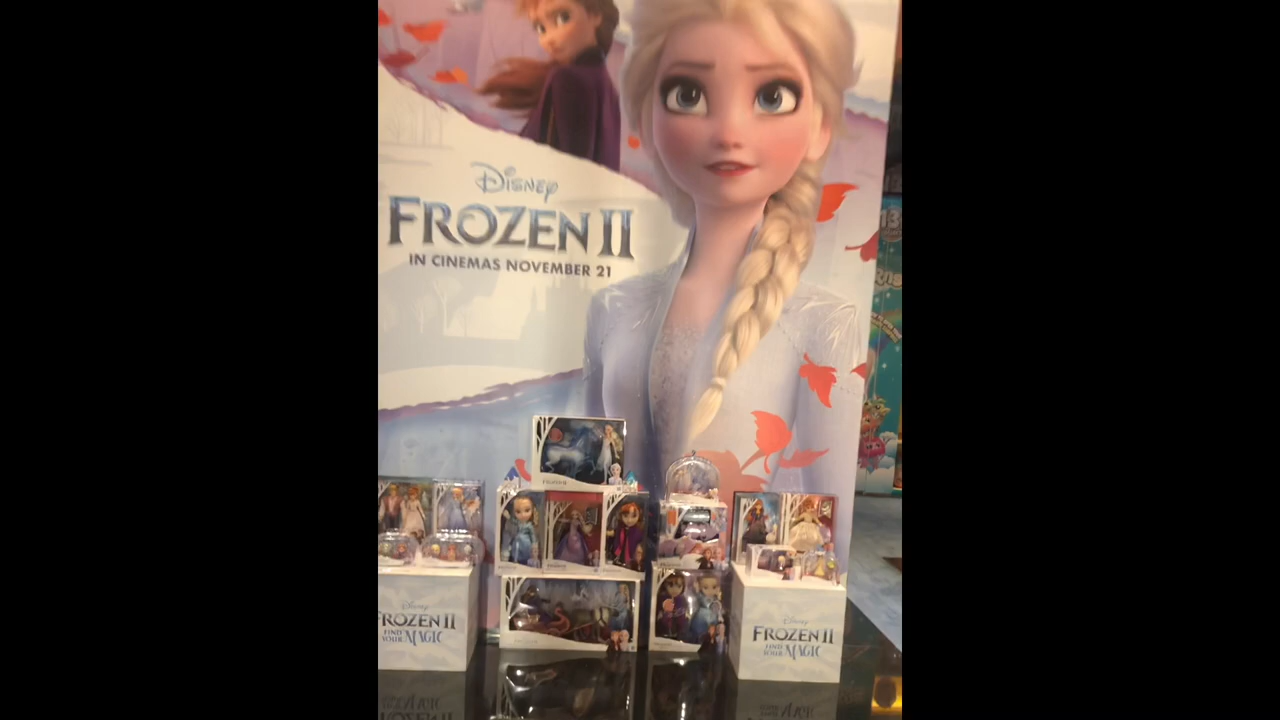 Disney
FROZEN II
IN CINEMAS NOVEMBER 21
13
Disney
FROZEN II
FIND YOUR MAGIC
Disney
FROZEN II
FIND YOUR MAGIC